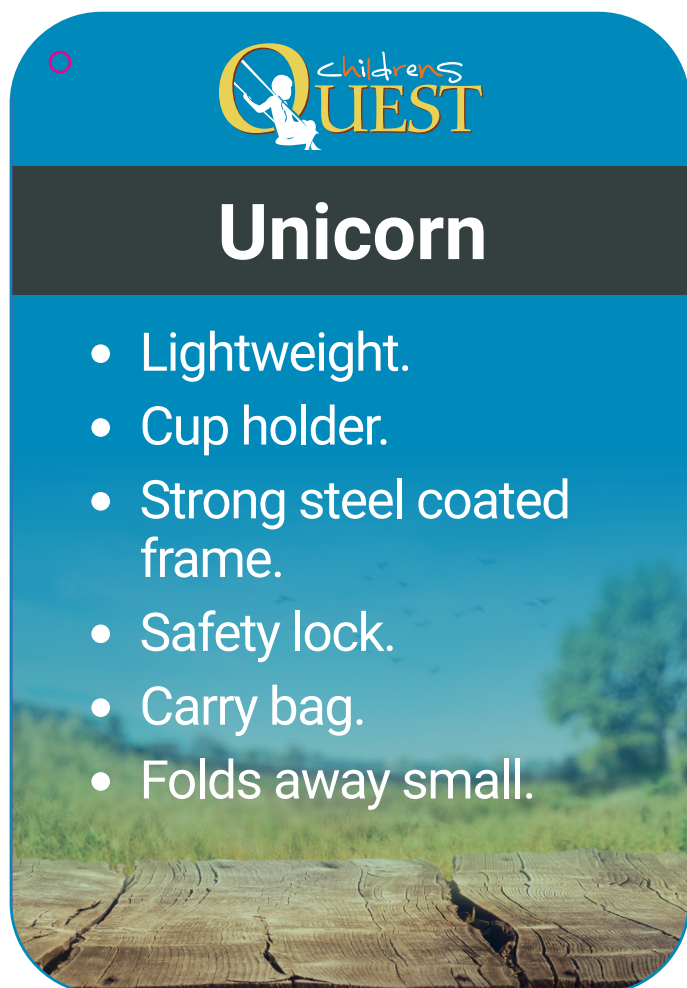 childrens
QUEST
Unicorn
• Lightweight.
• Cup holder.
• Strong steel coated
frame.
• Safety lock.
• Carry bag.
• Folds away small.